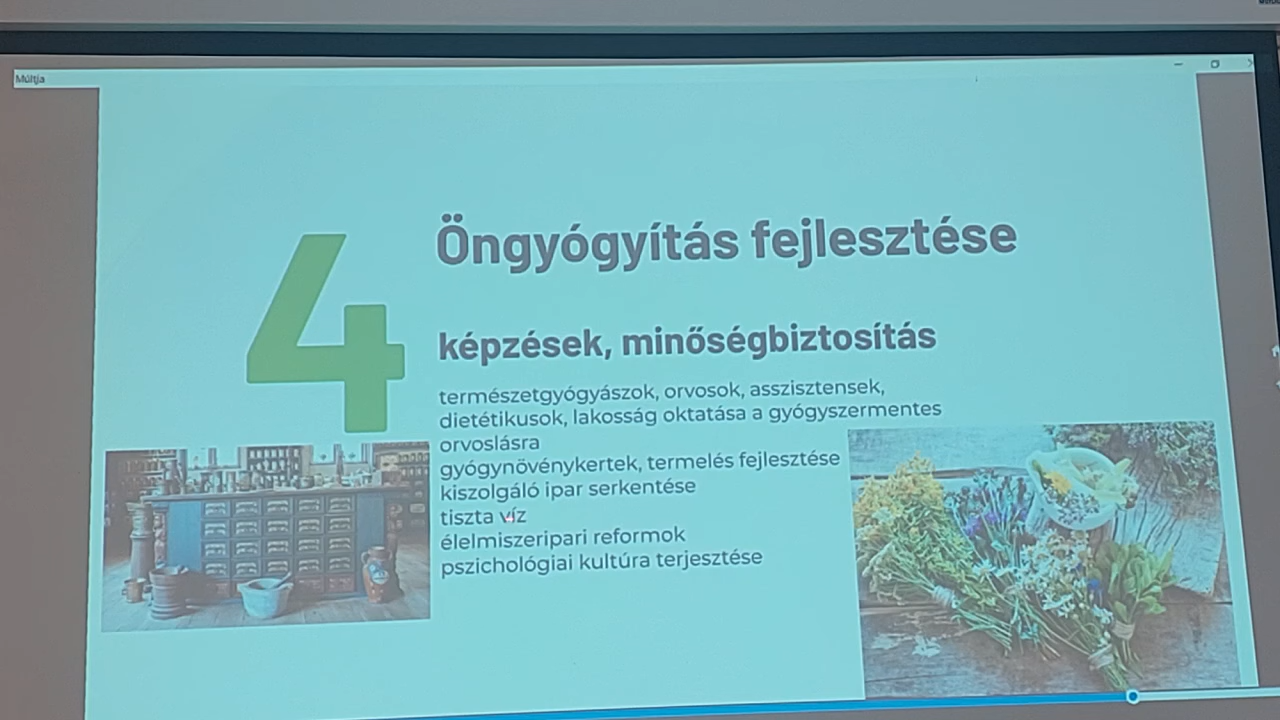 Múltja
4
Öngyógyítás fejlesztése
képzések, minőségbiztosítás
természetgyógyászok, orvosok, asszisztensek,
dietétikusok, lakosság oktatása a gyógyszermentes
orvoslásra
gyógynövénykertek, termelés fejlesztése
kiszolgáló ipar serkentése
tiszta víz
élelmiszeripari reformok
pszichológiai kultúra terjesztése